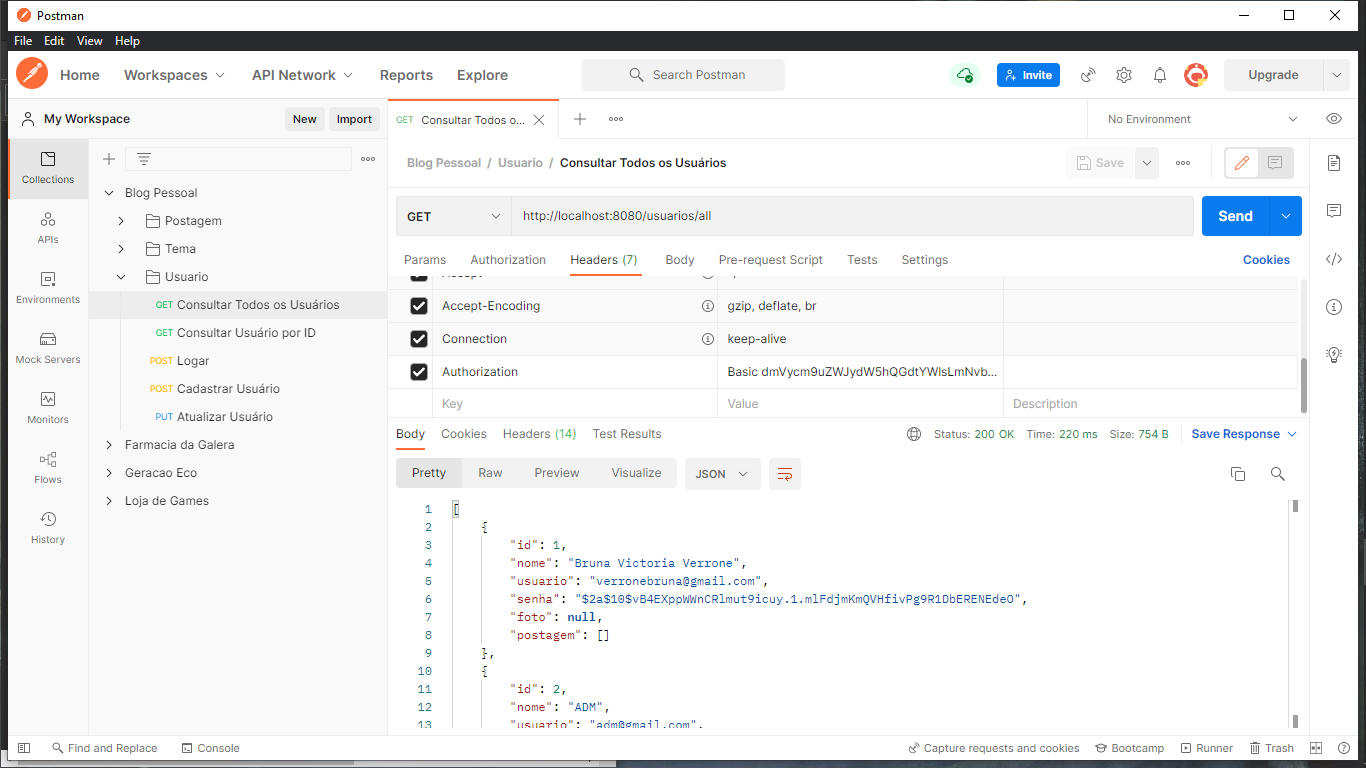 Postman
File Edit View Help
Home Workspaces API Network Reports Explore Search Postman Invite Upgrade
My Workspace New Import
GET Consultar Todos o... No Environment
Collections
APIs
Environments
Mock Servers
Monitors
Flows
History
Blog Pessoal
Postagem
Tema
Usuario
GET Consultar Todos os Usuários
GET Consultar Usuário por ID
POST Logar
POST Cadastrar Usuário
PUT Atualizar Usuário
Farmacia da Galera
Geracao Eco
Loja de Games
Blog Pessoal / Usuario / Consultar Todos os Usuários Save
GET http://localhost:8080/usuarios/all Send
Params Authorization Headers (7) Body Pre-request Script Tests Settings Cookies
Accept-Encoding gzip, deflate, br
Connection keep-alive
Authorization Basic dmVycm9uZWJydW5hQGdtYWlsLmNvb...
Key Value Description
Body Cookies Headers (14) Test Results Status: 200 OK Time: 220 ms Size: 754 B Save Response
Pretty Raw Preview Visualize JSON
1 [
2 {
3 "id": 1,
4 "nome": "Bruna Victoria Verrone",
5 "usuario": "verronebruna@gmail.com",
6 "senha": "$2a$10$vB4EXppWWnCRlmut9icuy.1.mlFdjmKmQVHfivPg9R1DbERENEdeO",
7 "foto": null,
8 "postagem": []
9 },
10 {
11 "id": 2,
12 "nome": "ADM",
13 "usuario": "adm@gmail.com",
Find and Replace Console Capture requests and cookies Bootcamp Runner Trash